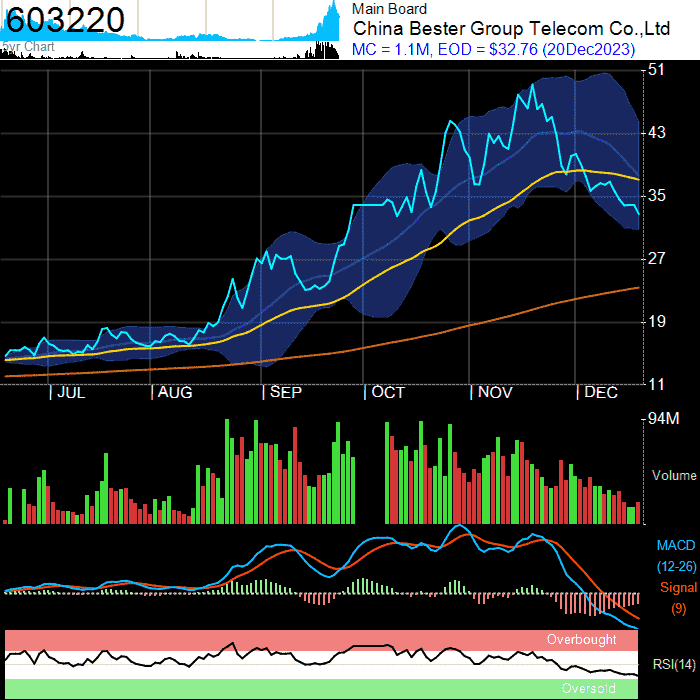 603220
5yr Chart
Main Board
China Bester Group Telecom Co.,Ltd
MC = 1.1M, EOD = $32.76 (20Dec2023)
51
43
35
27
19
11
JUL
AUG
SEP
OCT
NOV
DEC
94M
Volume
MACD
(12-26)
Signal
(9)
Overbought
RSI(14)
Oversold